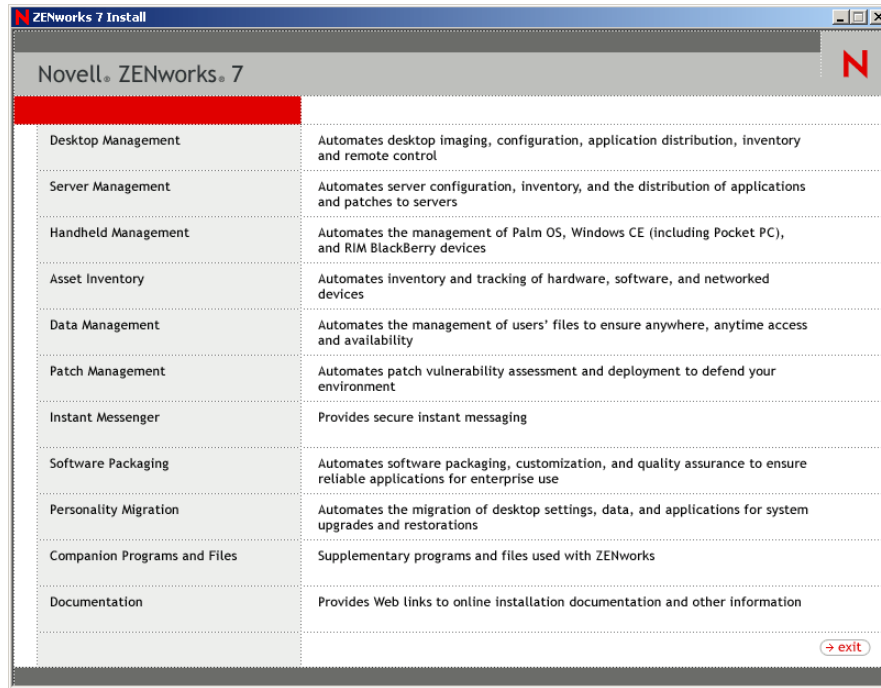 ZENworks 7 Install
Novell® ZENworks® 7
N
Desktop Management
Automates desktop imaging, configuration, application distribution, inventory
and remote control
Server Management
Automates server configuration, inventory, and the distribution of applications
and patches to servers
Handheld Management
Automates the management of Palm OS, Windows CE (including Pocket PC),
and RIM BlackBerry devices
Asset Inventory
Automates inventory and tracking of hardware, software, and networked
devices
Data Management
Automates the management of users’ files to ensure anywhere, anytime access
and availability
Patch Management
Automates patch vulnerability assessment and deployment to defend your
environment
Instant Messenger
Provides secure instant messaging
Software Packaging
Automates software packaging, customization, and quality assurance to ensure
reliable applications for enterprise use
Personality Migration
Automates the migration of desktop settings, data, and applications for system
upgrades and restorations
Companion Programs and Files
Supplementary programs and files used with ZENworks
Documentation
Provides Web links to online installation documentation and other information
→ exit